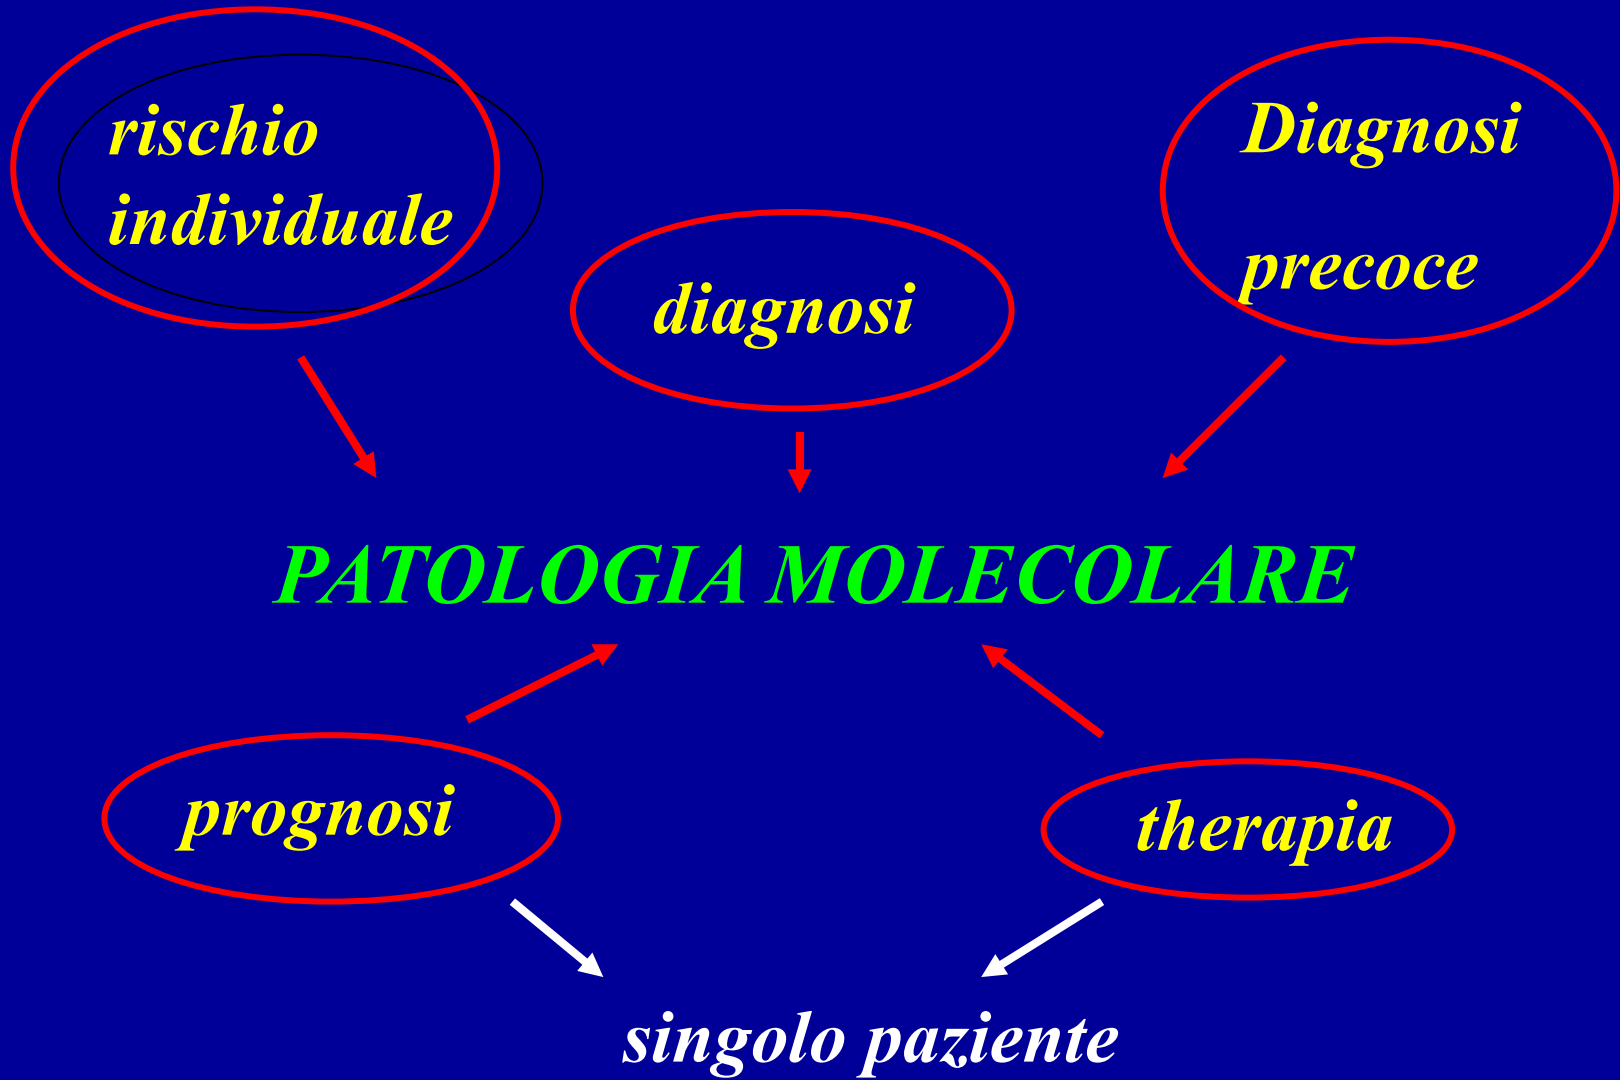 rischio
individuale
Diagnosi
precoce
diagnosi
PATOLOGIA MOLECOLARE
prognosi
therapia
singolo paziente